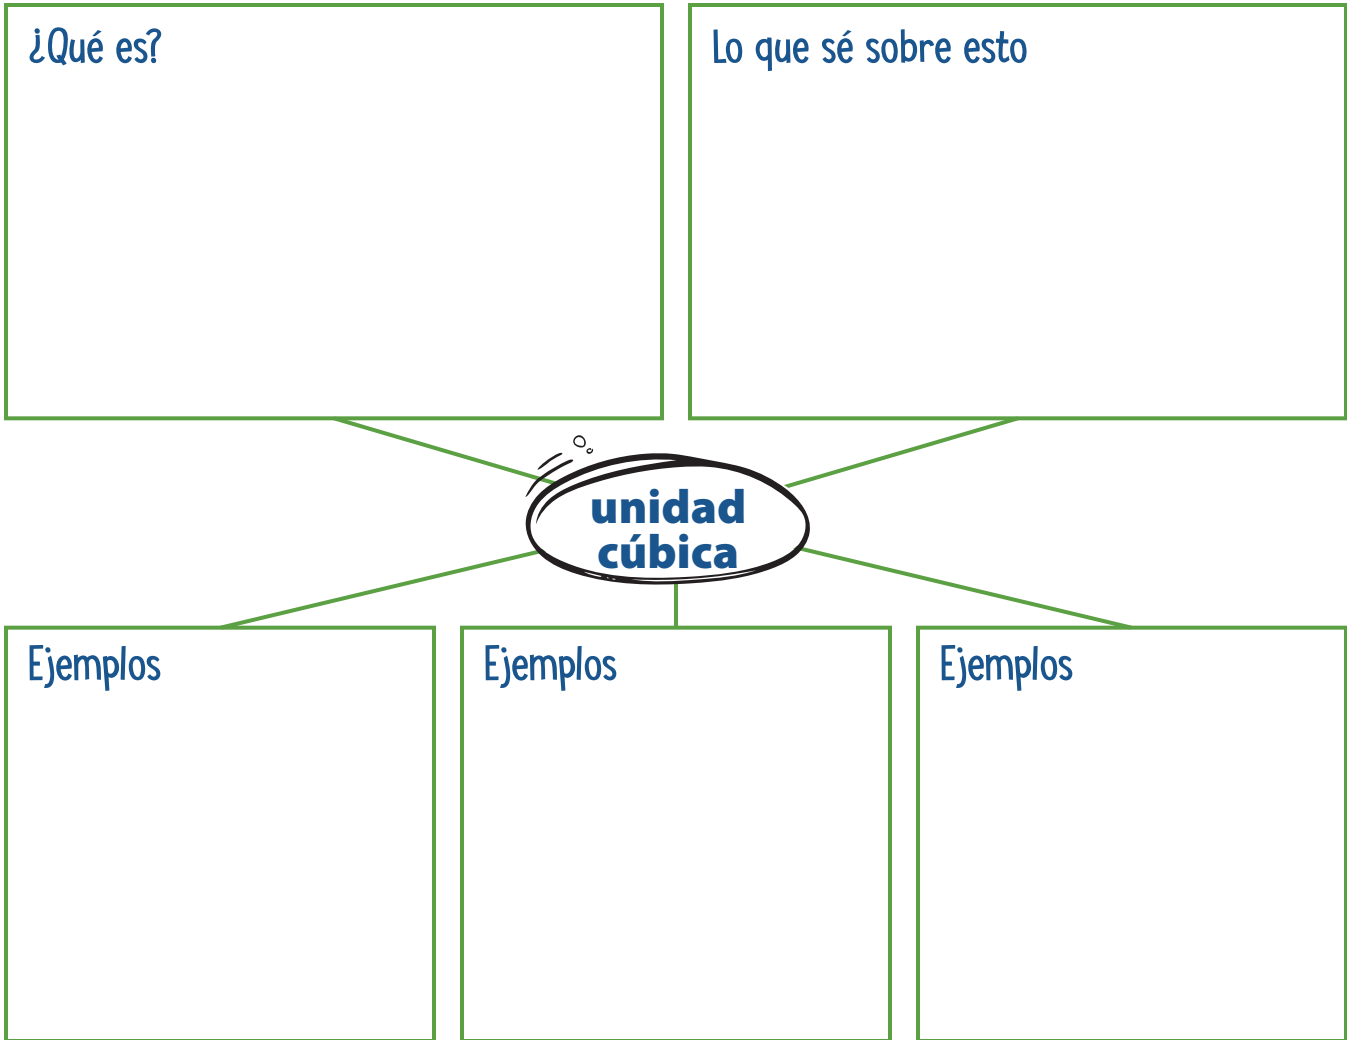 ¿Qué es?
Lo que sé sobre esto
unidad
cúbica
Ejemplos
Ejemplos
Ejemplos